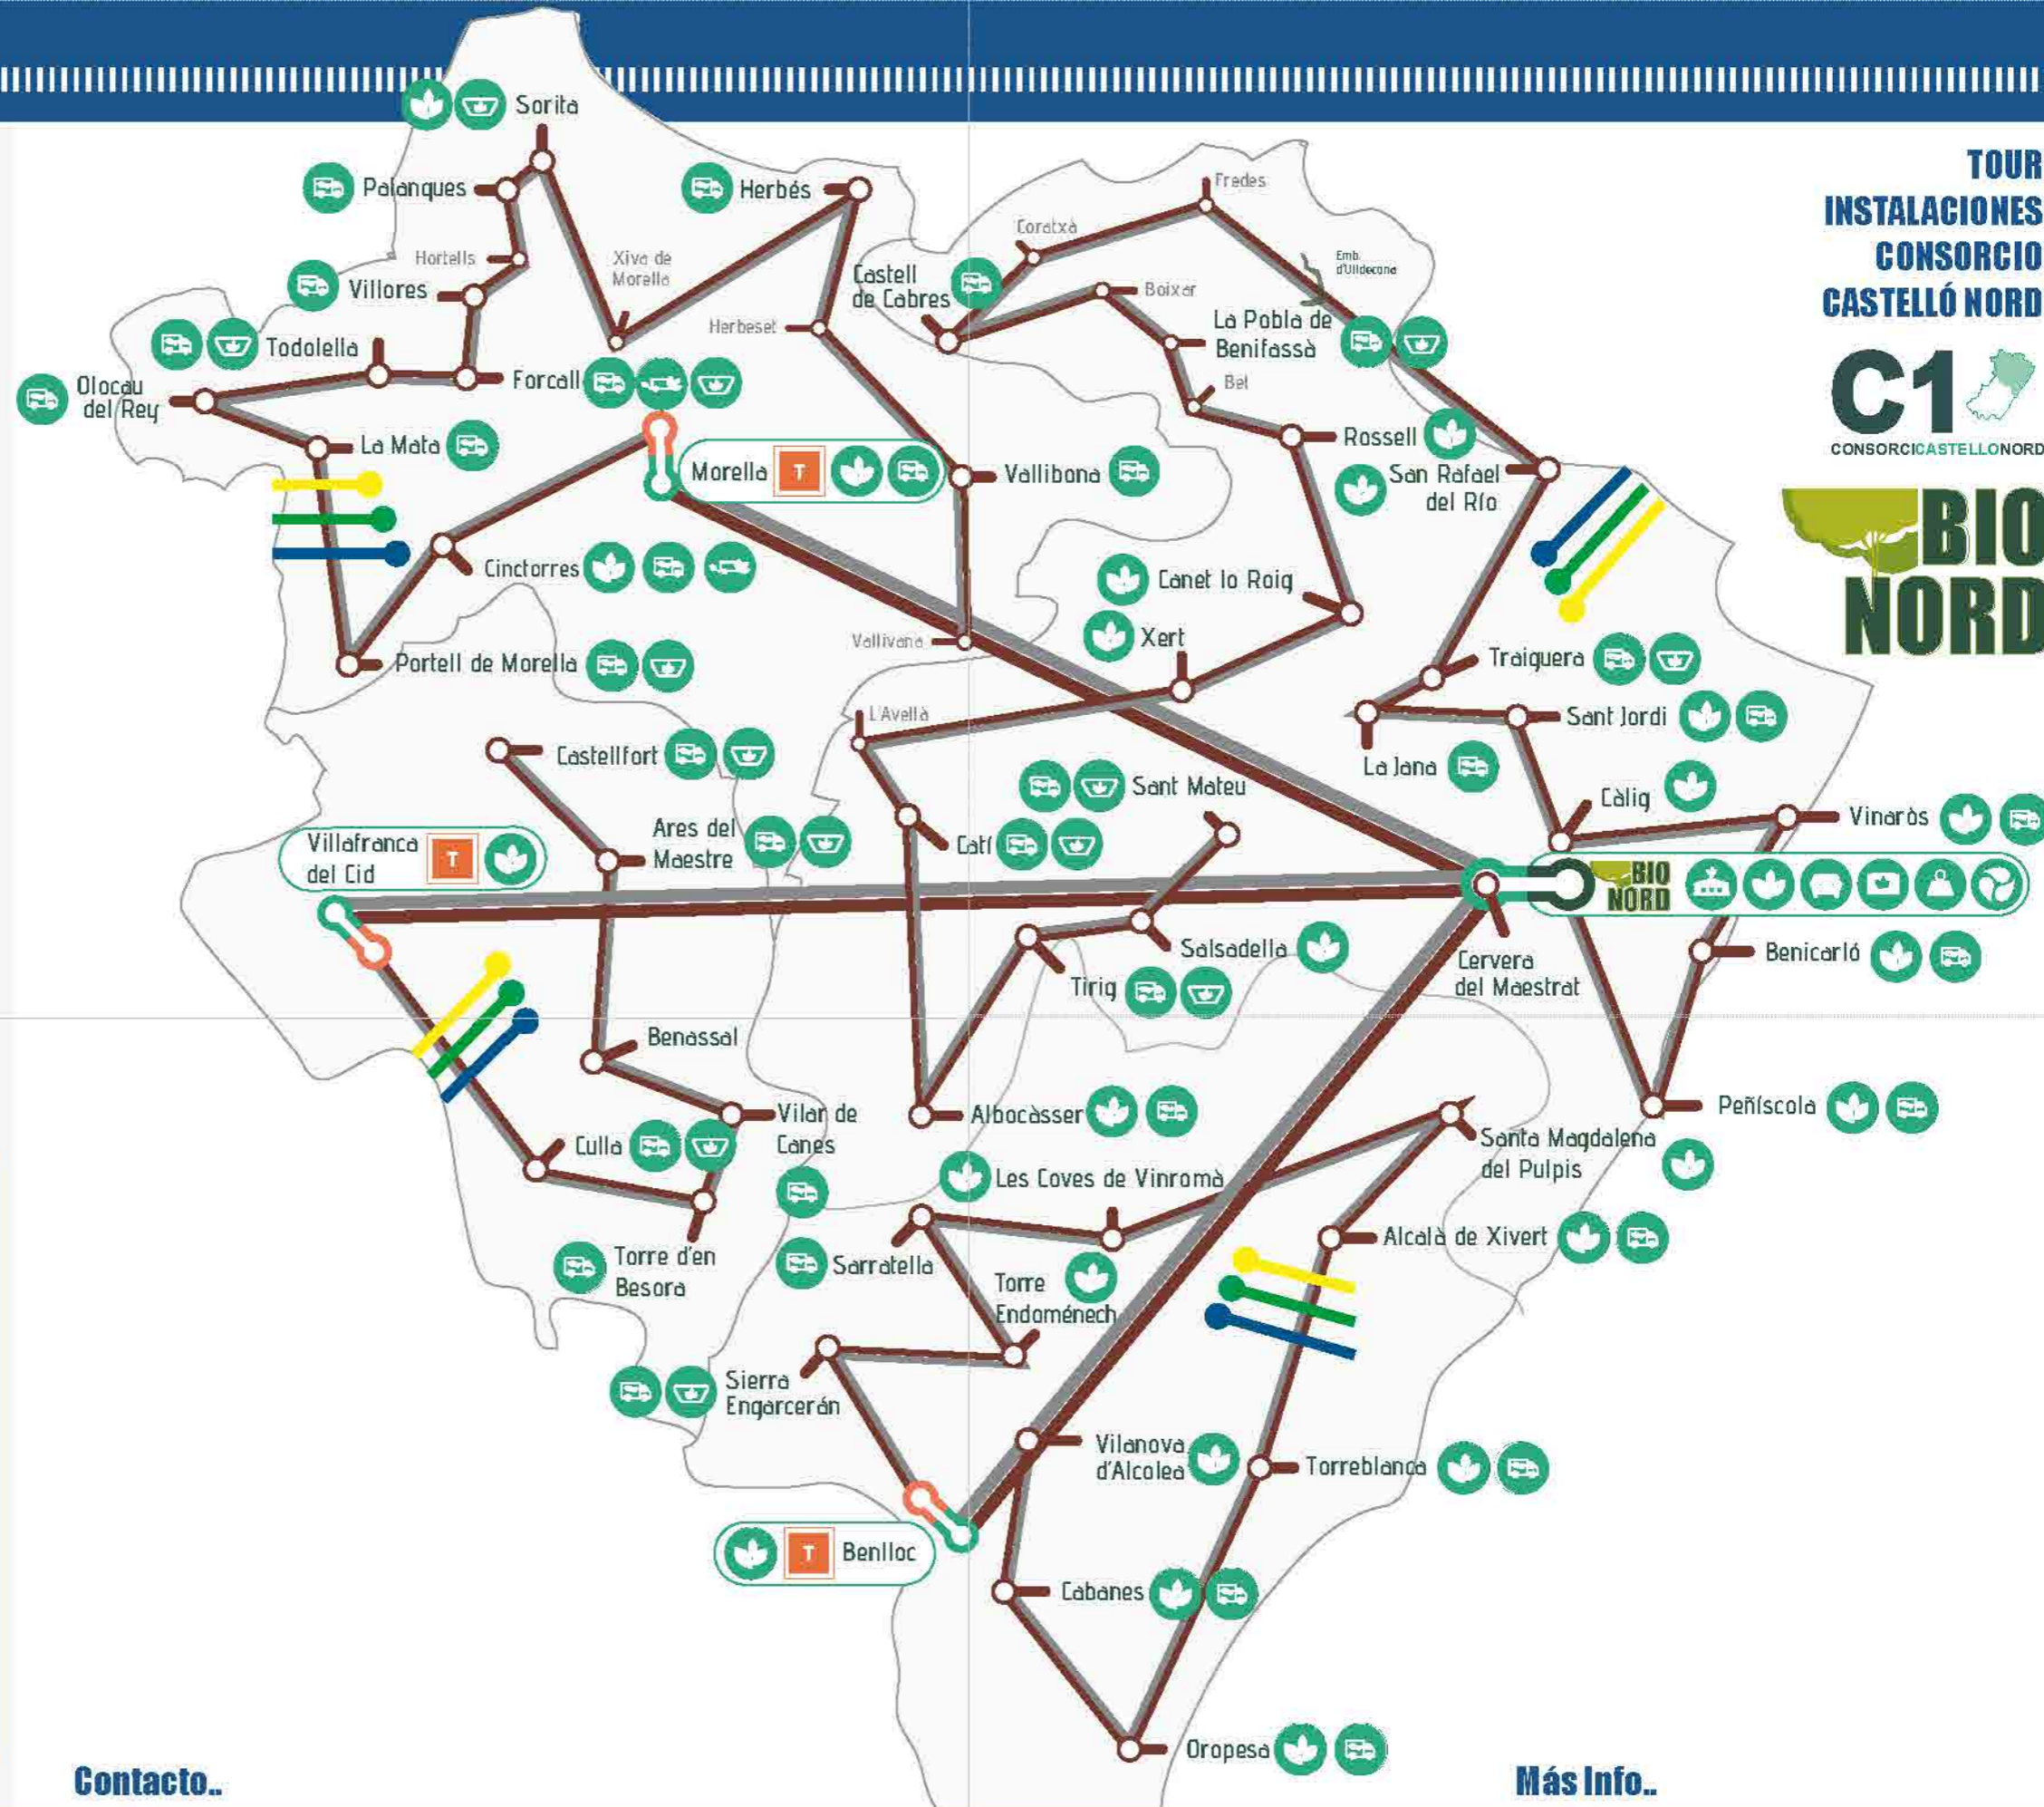 Sorita
TOUR
INSTALACIONES
CONSORCIO
CASTELLÓ NORD
C1
CONSORCICASTELLONORD
BIO
NORD
Palanques
Herbés
Fredes
Coratxà
Hortells
Xiva de
Morella
Emb.
d'Ulldecona
Castell
de Cabres
Villores
Boixar
Herbeset
La Pobla de
Benifassà
Todolella
Forcall
Bel
Olocau
del Rey
La Mata
Rossell
Morella
T
Vallibona
San Rafael
del Río
Cinctorres
Canet lo Roig
Xert
Vallivana
Portell de Morella
Traiguera
L'Avellà
Sant Jordi
Castellfort
La Jana
Sant Mateu
Càlig
Vinaròs
Ares del
Maestre
Catí
Villafranca
del Cid
T
BIO
NORD
Salsadella
Benicarló
Cervera
del Maestrat
Tirig
Benassal
Vilar de
Canes
Albocàsser
Peñíscola
Culla
Santa Magdalena
del Pulpis
Les Coves de Vinromà
Alcalà de Xivert
Torre d'en
Besora
Sarratella
Torre
Endoménech
Sierra
Engarcerán
Vilanova
d'Alcolea
Torreblanca
T
Benlloc
Cabanes
Oropesa
Contacto..
Más Info..